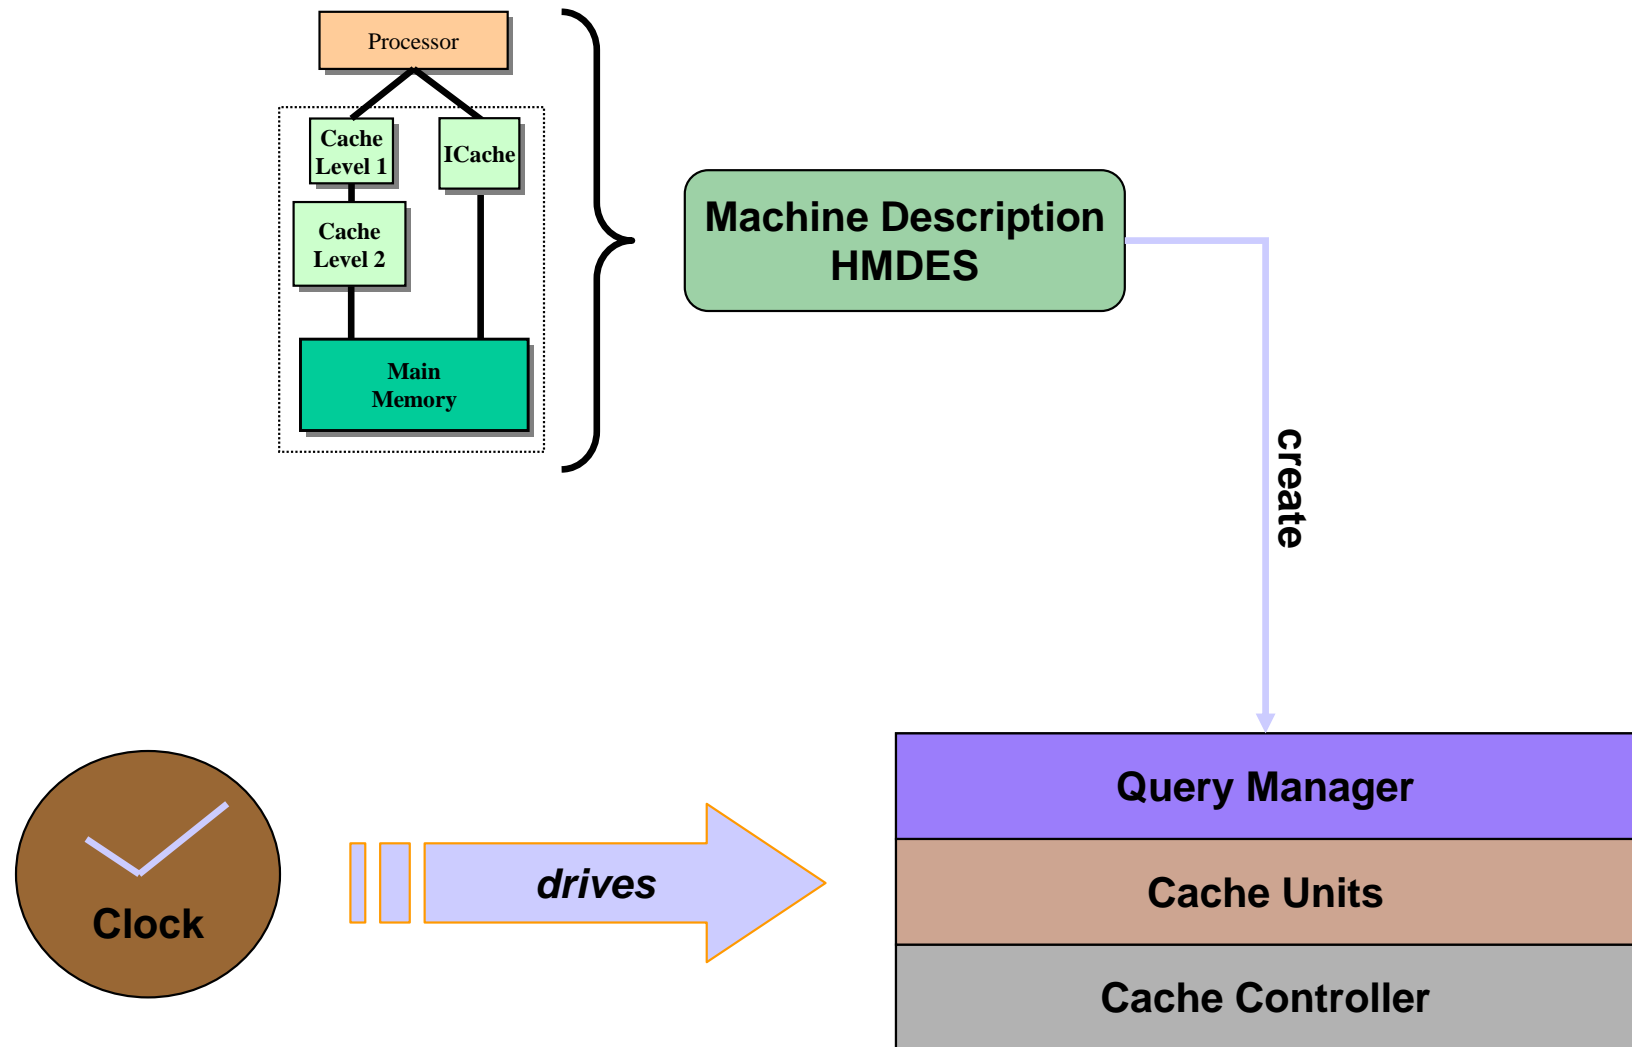 Processor
Cache
Level 1
ICache
Cache
Level 2
Main
Memory
Machine Description
HMDES
create
Clock
drives
Query Manager
Cache Units
Cache Controller